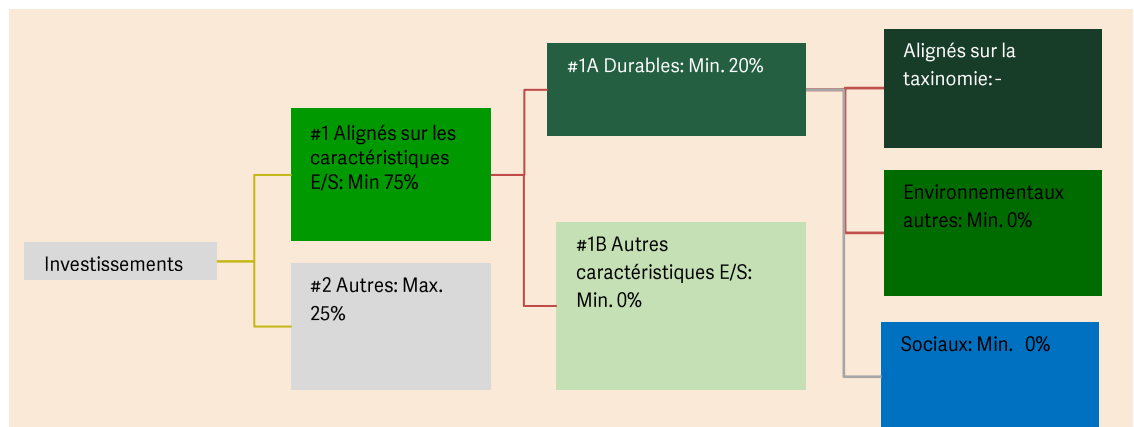 Investissements
#1 Alignés sur les
caractéristiques
E/S: Min 75%
#2 Autres: Max.
25%
#1A Durables: Min. 20%
#1B Autres
caractéristiques E/S:
Min. 0%
Alignés sur la
taxinomie:-
Environnementaux
autres: Min. 0%
Sociaux: Min. 0%